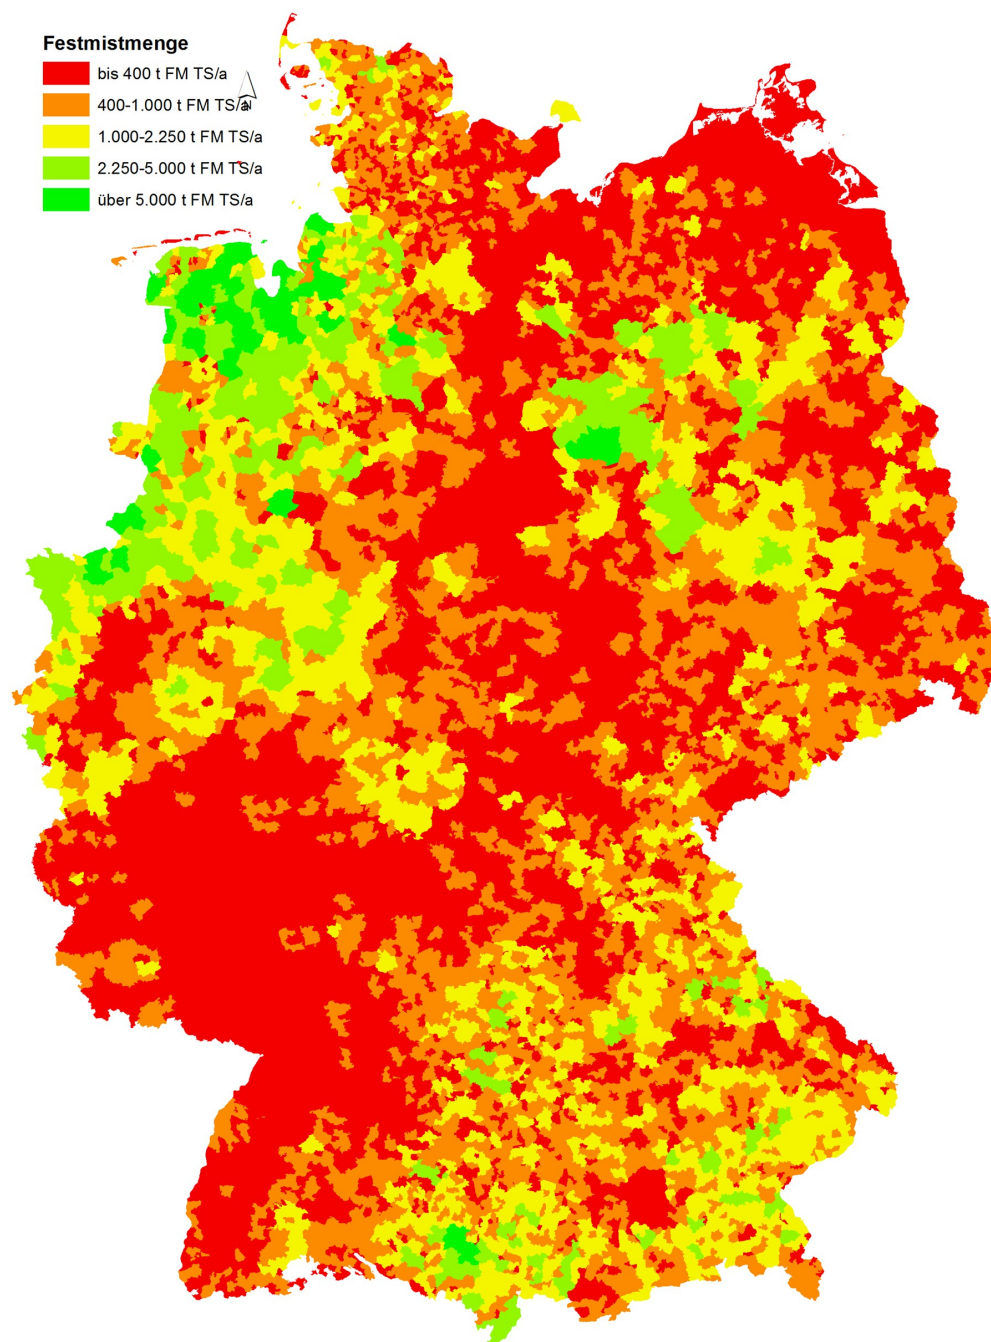 Festmistmenge
bis 400 t FM TS/a
400-1.000 t FM TS/a
N
1.000-2.250 t FM TS/a
2.250-5.000 t FM TS/a
über 5.000 t FM TS/a